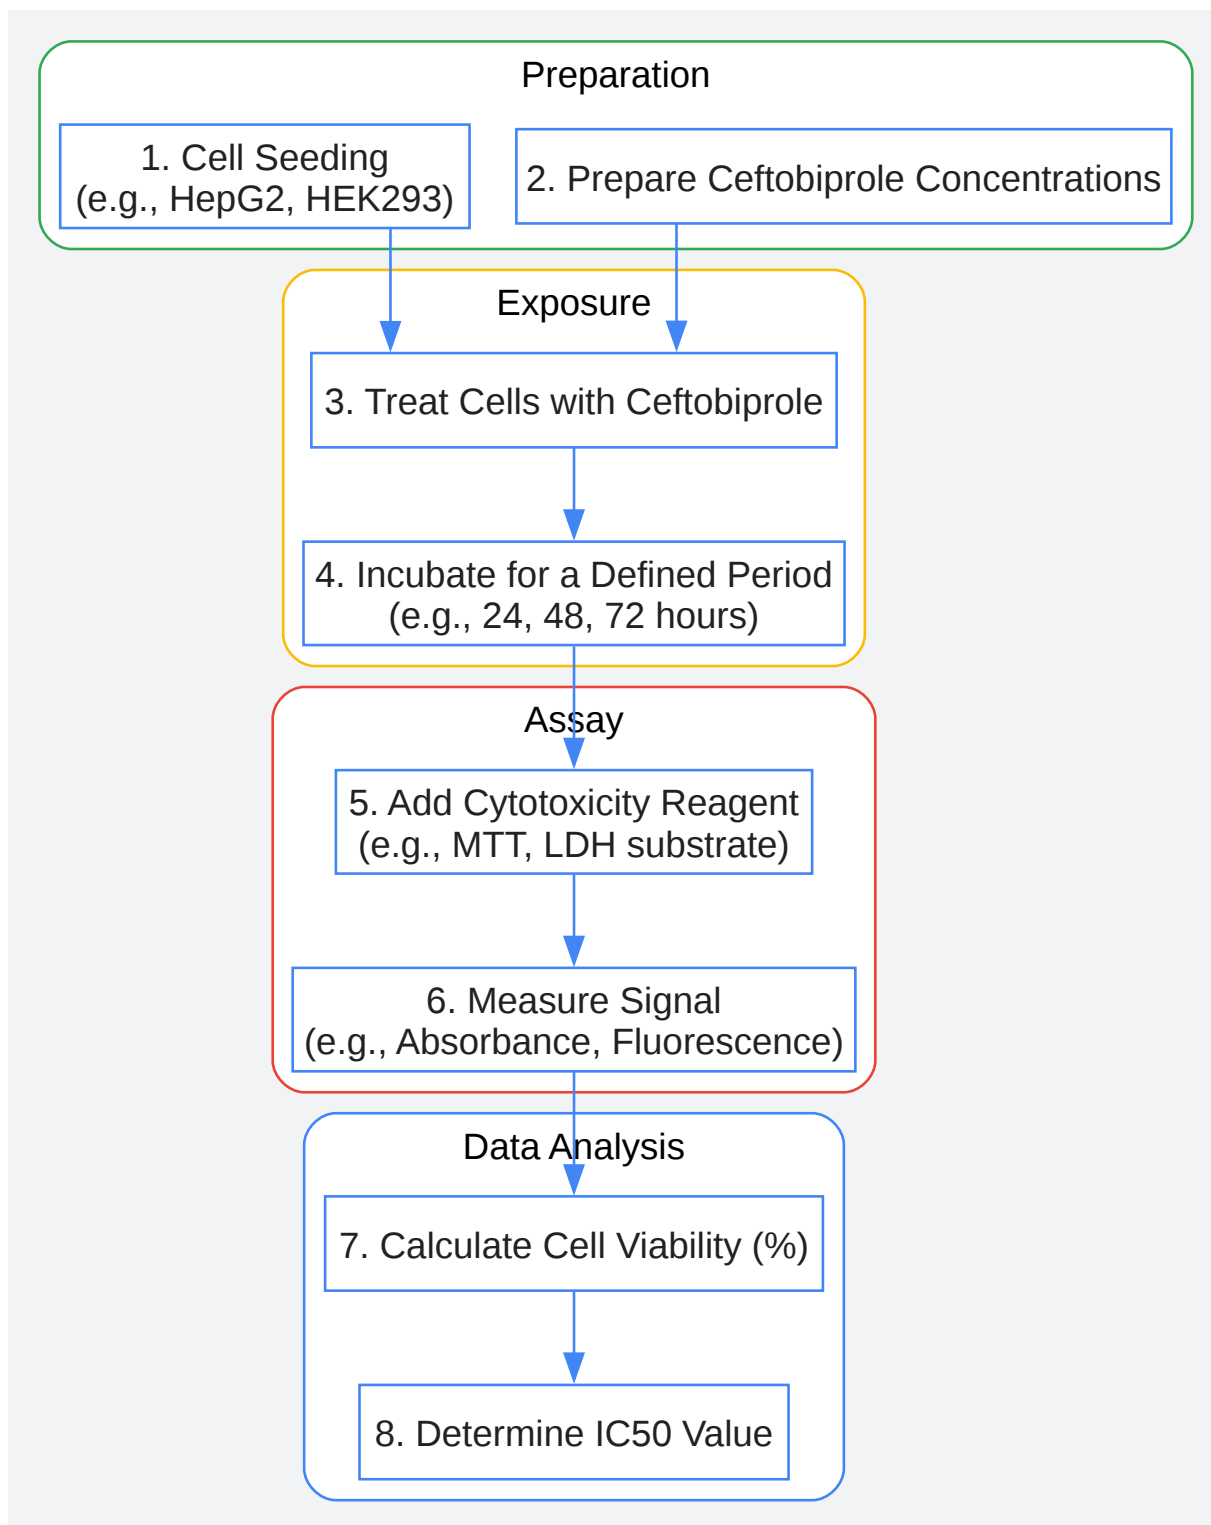 Preparation
1. Cell Seeding
(e.g., HepG2, HEK293)
2. Prepare Ceftobiprole Concentrations
Exposure
3. Treat Cells with Ceftobiprole
4. Incubate for a Defined Period
(e.g., 24, 48, 72 hours)
Assay
5. Add Cytotoxicity Reagent
(e.g., MTT, LDH substrate)
6. Measure Signal
(e.g., Absorbance, Fluorescence)
Data Analysis
7. Calculate Cell Viability (%)
8. Determine IC50 Value